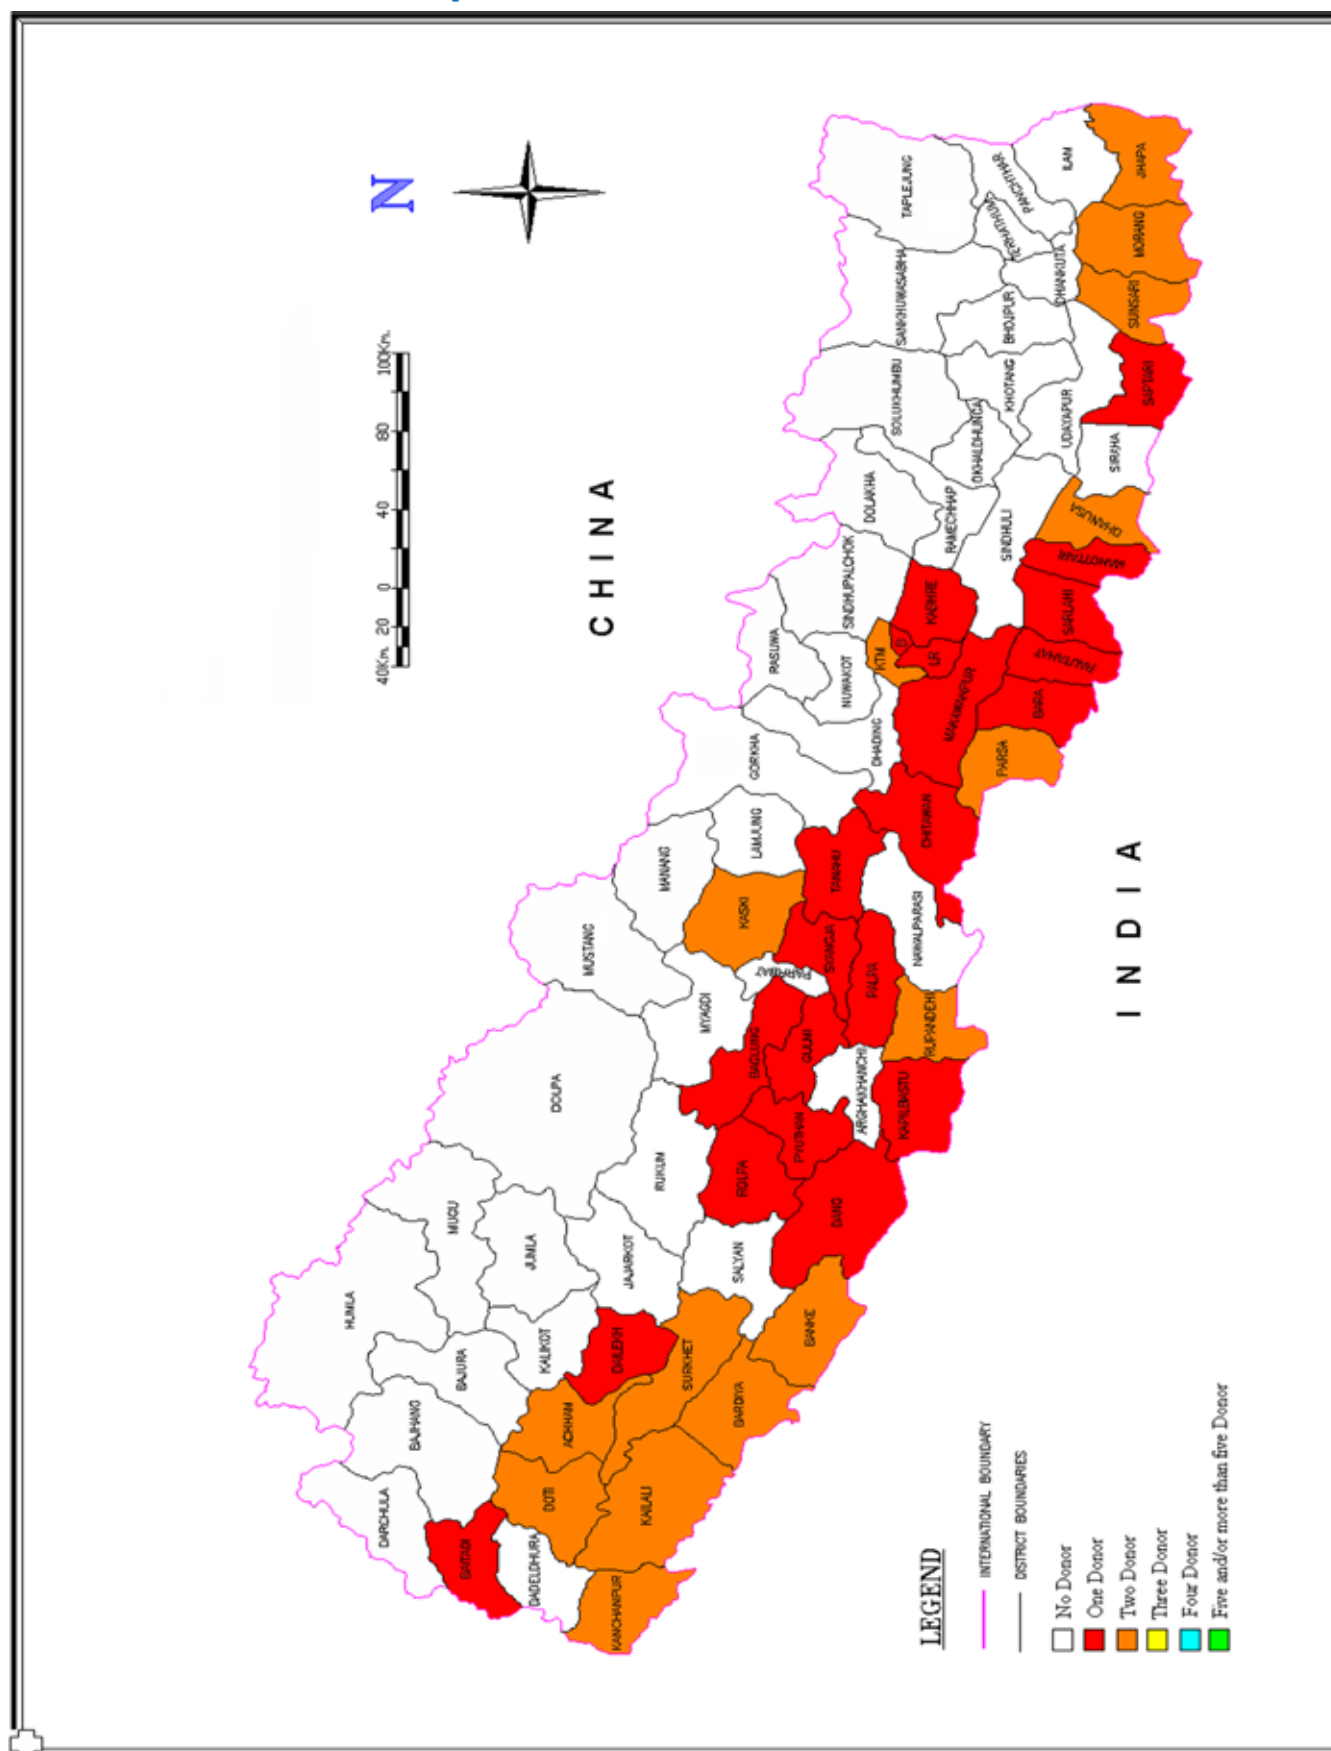 N
40Km. 20 0 40 80 100Km.
C H I N A
I N D I A
DARCHULA
BAITADI
DADELDHURA
KANCHANPUR
BAJHANG
DOTI
KAILALI
HUMLA
BAJURA
ACHHAM
BARDIYA
MUGU
KALIKOT
DAILEKH
SURKHET
BANKE
JUMLA
JAJARKOT
SALYAN
DOLPA
RUKUM
ROLPA
DANG
PYUTHAN
MUSTANG
MYAGDI
BAGLUNG
GULMI
ARGHAKHANCHI
KAPILBASTU
MANANG
KASKI
PARBAT
SYANGJA
PALPA
RUPANDEHI
LAMJUNG
TANAHU
NAWALPARASI
GORKHA
CHITAWAN
DHADING
RASUWA
NUWAKOT
KTM
LR
MAKAWANPUR
PARSA
BARA
RAUTAHAT
SINDHUPALCHOK
KABHRE
SARLAHI
MAHOTTARI
DOLAKHA
RAMECHHAP
SINDHULI
DHANUSA
SOLUKHUMBU
OKHALDHUNGA
KHOTANG
UDAYAPUR
SIRAHA
SAPTARI
SANKHUWASABHA
BHOJPUR
DHANKUTA
SUNSARI
TAPLEJUNG
TERHATHUM
PANCHTHAR
ILAM
MORANG
JHAPA
LEGEND
INTERNATIONAL BOUNDARY
DISTRICT BOUNDARIES
No Donor
One Donor
Two Donor
Three Donor
Four Donor
Five and/or more than five Donor